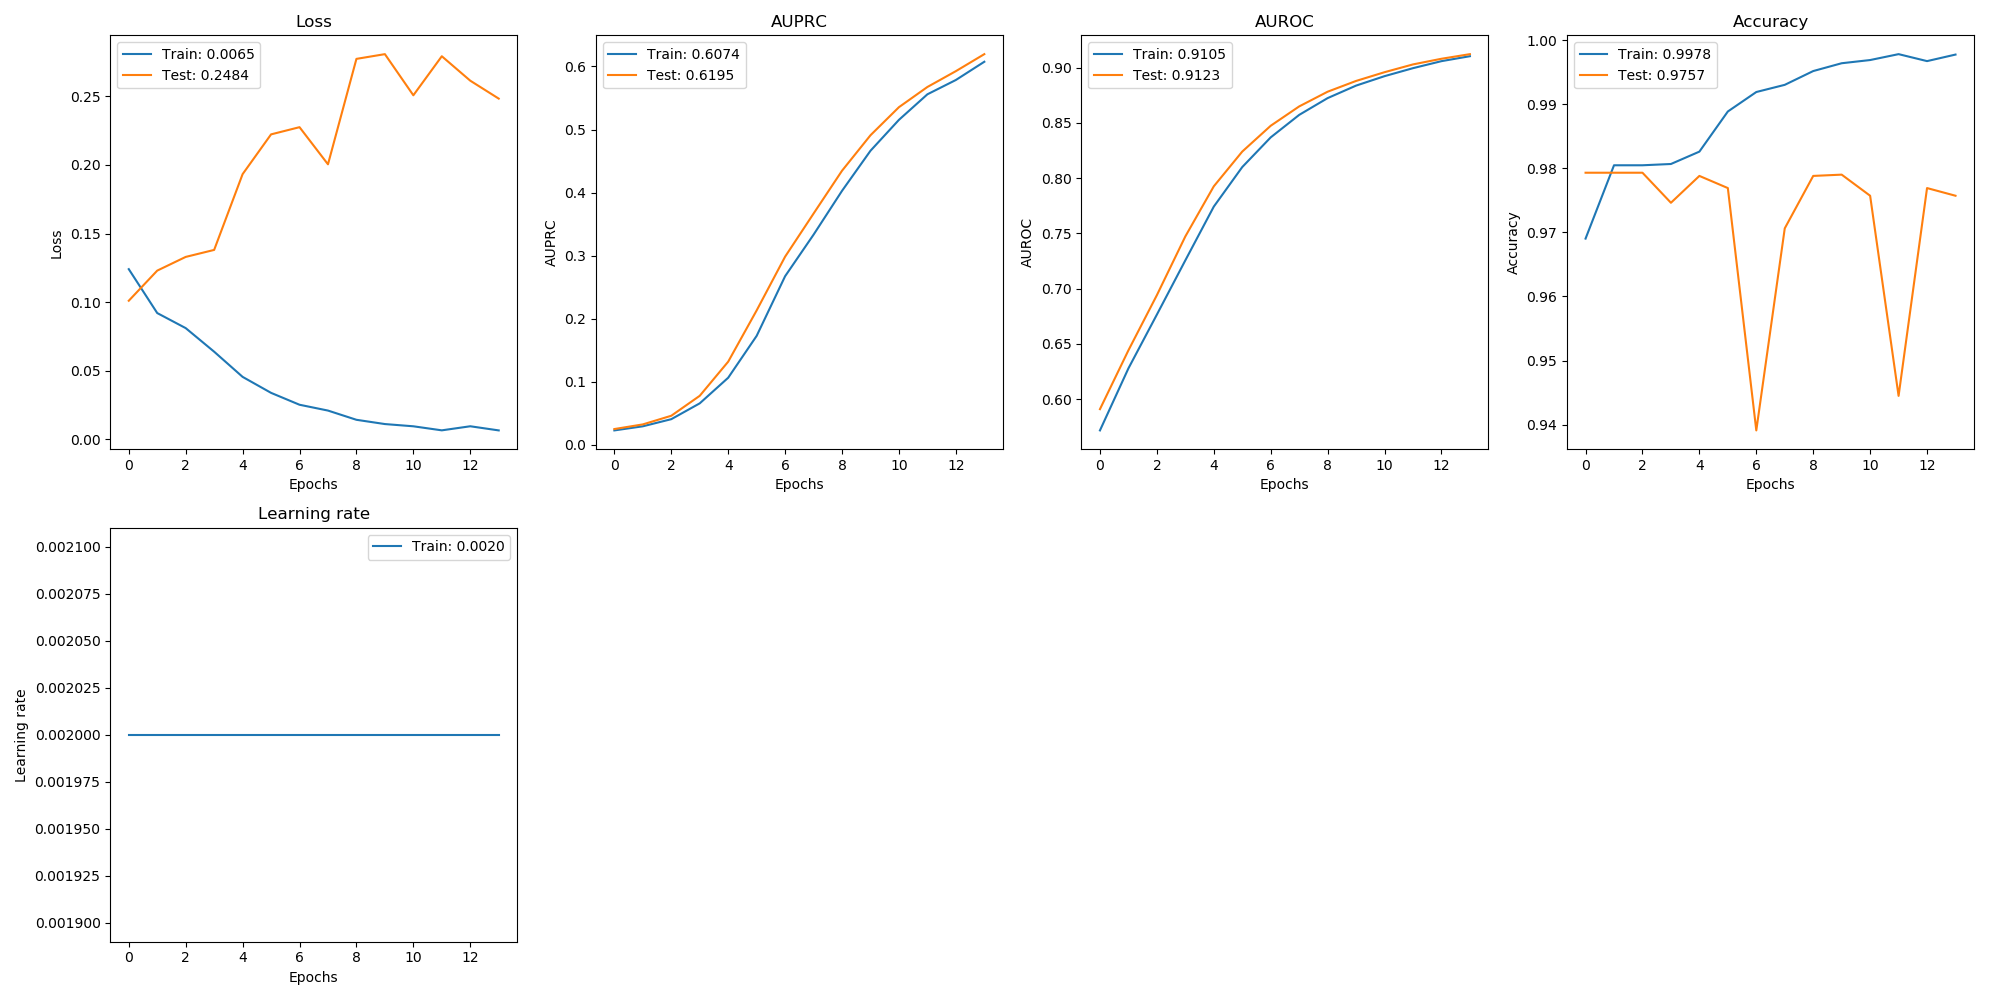 Loss
Train: 0.0065
Test: 0.2484
0.25
0.20
0.15
0.10
0.05
0.00
Loss
0 2 4 6 8 10 12
Epochs
AUPRC
Train: 0.6074
Test: 0.6195
0.6
0.5
0.4
0.3
0.2
0.1
0.0
AUPRC
0 2 4 6 8 10 12
Epochs
AUROC
Train: 0.9105
Test: 0.9123
0.90
0.85
0.80
0.75
0.70
0.65
0.60
AUROC
0 2 4 6 8 10 12
Epochs
Accuracy
Train: 0.9978
Test: 0.9757
1.00
0.99
0.98
0.97
0.96
0.95
0.94
Accuracy
0 2 4 6 8 10 12
Epochs
Learning rate
Train: 0.0020
0.002100
0.002075
0.002050
0.002025
0.002000
0.001975
0.001950
0.001925
0.001900
Learning rate
0 2 4 6 8 10 12
Epochs